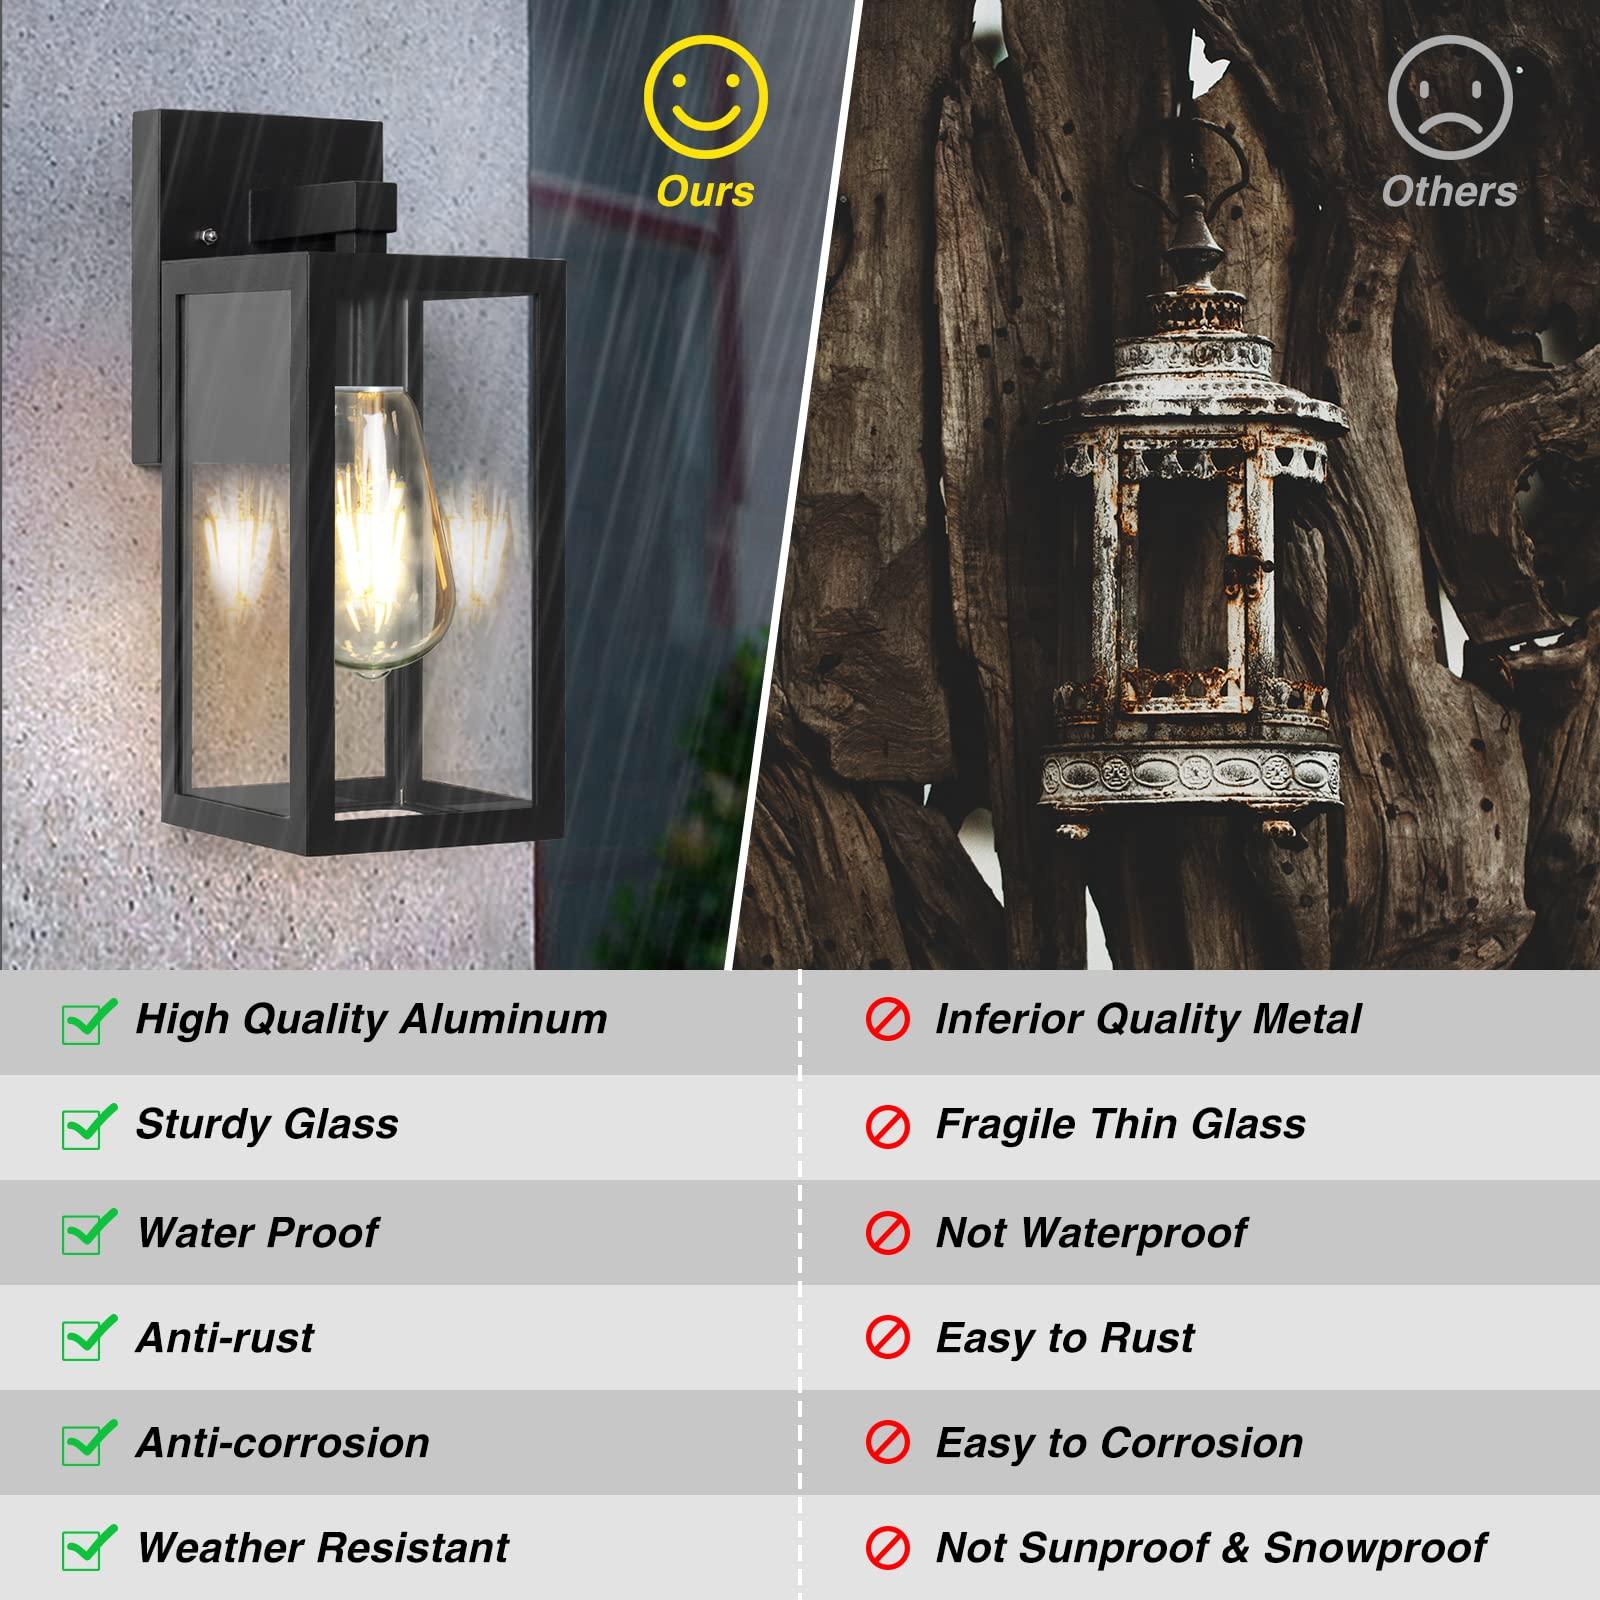 Ours
Others
High Quality Aluminum
Inferior Quality Metal
Sturdy Glass
Fragile Thin Glass
Water Proof
Not Waterproof
Anti-rust
Easy to Rust
Anti-corrosion
Easy to Corrosion
Weather Resistant
Not Sunproof & Snowproof